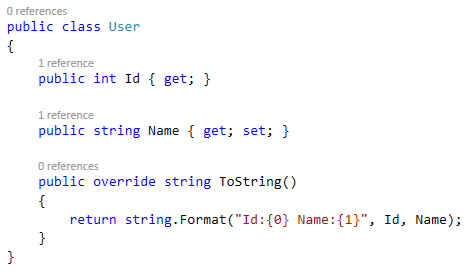 0 references
public class User
{
1 reference
public int Id { get; }
1 reference
public string Name { get; set; }
0 references
public override string ToString()
{
return string.Format("Id:{0} Name:{1}", Id, Name);
}
}